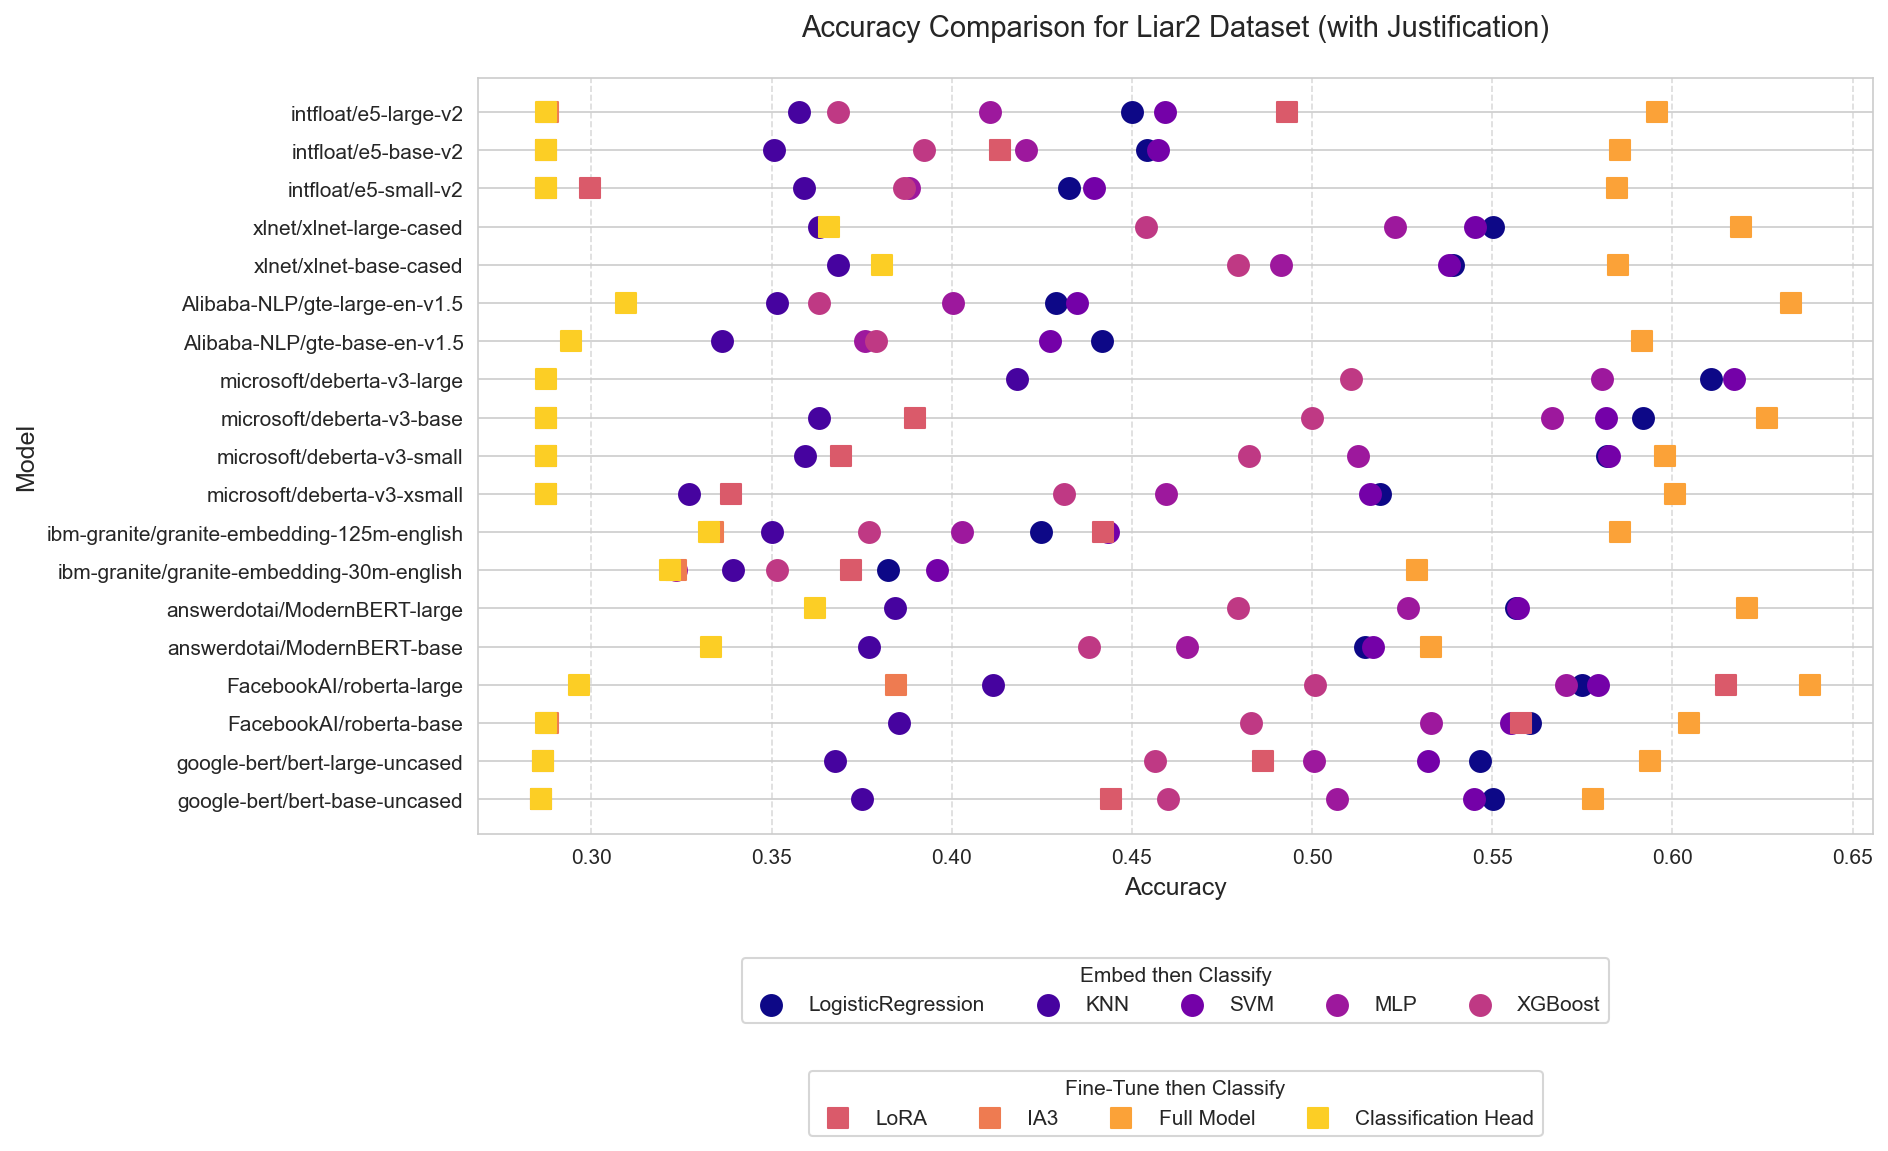 Accuracy Comparison for Liar2 Dataset (with Justification)
Model
intfloat/e5-large-v2
intfloat/e5-base-v2
intfloat/e5-small-v2
xlnet/xlnet-large-cased
xlnet/xlnet-base-cased
Alibaba-NLP/gte-large-en-v1.5
Alibaba-NLP/gte-base-en-v1.5
microsoft/deberta-v3-large
microsoft/deberta-v3-base
microsoft/deberta-v3-small
microsoft/deberta-v3-xsmall
ibm-granite/granite-embedding-125m-english
ibm-granite/granite-embedding-30m-english
answerdotai/ModernBERT-large
answerdotai/ModernBERT-base
FacebookAI/roberta-large
FacebookAI/roberta-base
google-bert/bert-large-uncased
google-bert/bert-base-uncased
0.30 0.35 0.40 0.45 0.50 0.55 0.60 0.65
Accuracy
Embed then Classify
LogisticRegression KNN SVM MLP XGBoost
Fine-Tune then Classify
LoRA IA3 Full Model Classification Head